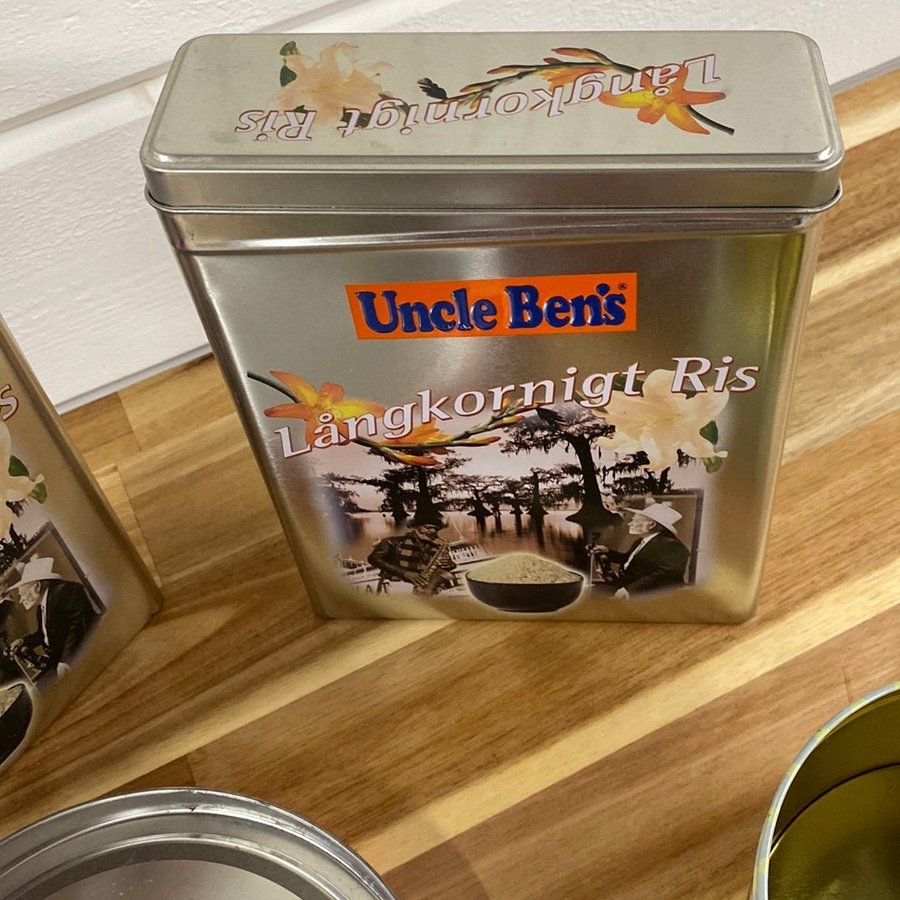 Långkornigt Ris
Uncle Ben's®
Långkornigt Ris
s